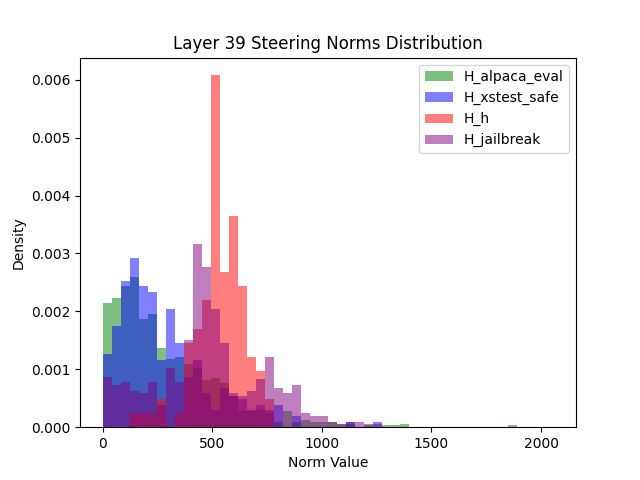 Layer 39 Steering Norms Distribution
H_alpaca_eval
H_xstest_safe
H_h
H_jailbreak
0.006
0.005
0.004
0.003
0.002
0.001
0.000
Density
0 500 1000 1500 2000
Norm Value